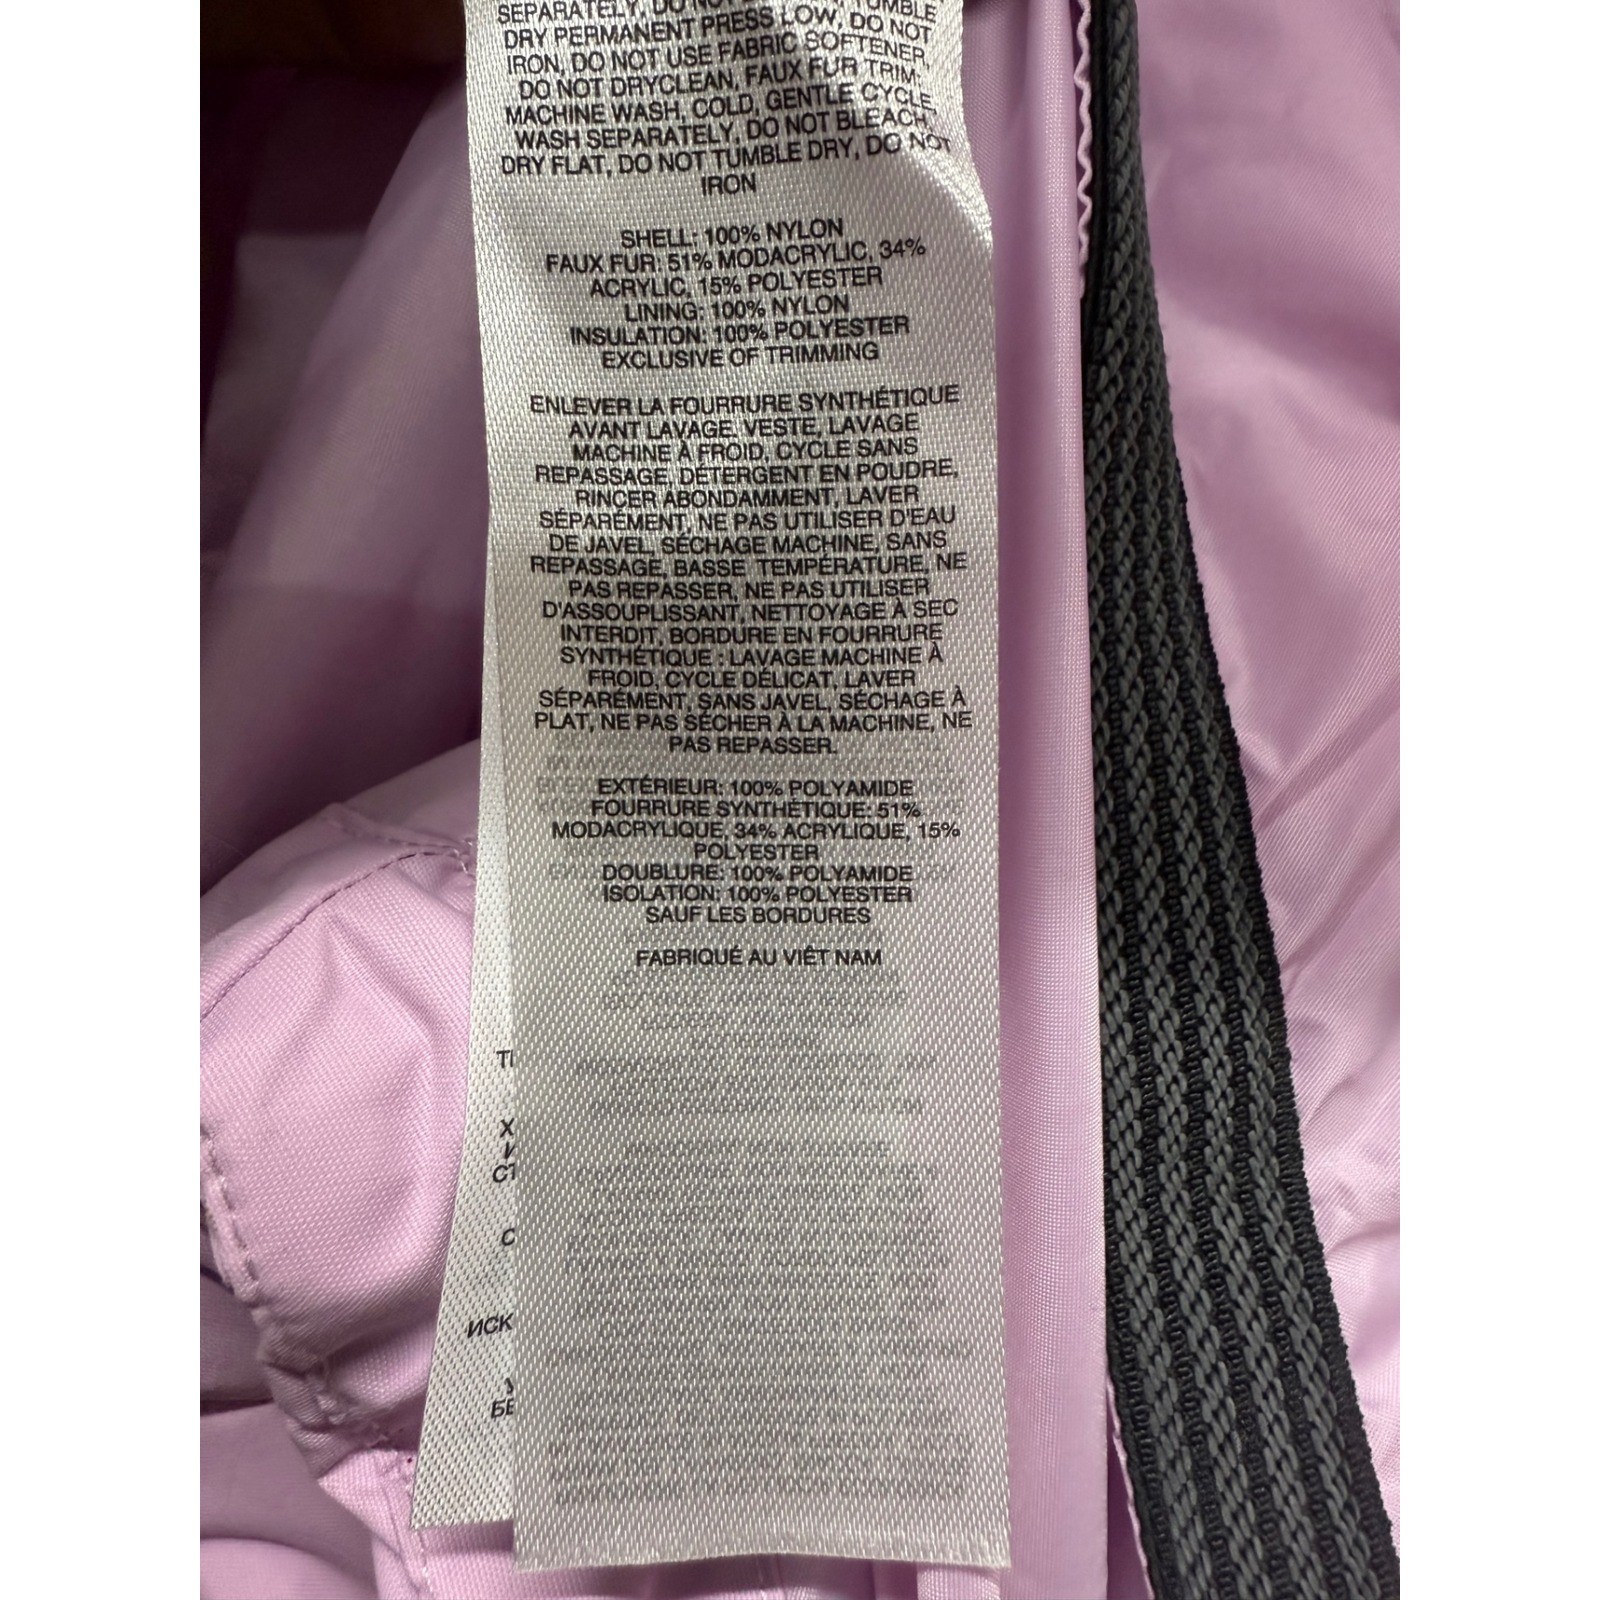 SEPARATELY, DO NOT TUMBLE
DRY PERMANENT PRESS LOW, DO NOT
IRON, DO NOT USE FABRIC SOFTENER,
DO NOT DRYCLEAN, FAUX FUR TRIM:
MACHINE WASH, COLD, GENTLE CYCLE,
WASH SEPARATELY, DO NOT BLEACH,
DRY FLAT, DO NOT TUMBLE DRY, DO NOT
IRON
SHELL: 100% NYLON
FAUX FUR: 51% MODACRYLIC, 34%
ACRYLIC, 15% POLYESTER
LINING: 100% NYLON
INSULATION: 100% POLYESTER
EXCLUSIVE OF TRIMMING
ENLEVER LA FOURRURE SYNTHÉTIQUE
AVANT LAVAGE, VESTE, LAVAGE
MACHINE À FROID, CYCLE SANS
REPASSAGE, DÉTERGENT EN POUDRE,
RINCER ABONDAMMENT, LAVER
SÉPARÉMENT, NE PAS UTILISER D'EAU
DE JAVEL, SÉCHAGE MACHINE, SANS
REPASSAGE, BASSE TEMPÉRATURE, NE
PAS REPASSER, NE PAS UTILISER
D'ASSOUPLISSANT, NETTOYAGE À SEC
INTERDIT, BORDURE EN FOURRURE
SYNTHÉTIQUE : LAVAGE MACHINE À
FROID, CYCLE DÉLICAT, LAVER
SÉPARÉMENT, SANS JAVEL, SÉCHAGE À
PLAT, NE PAS SÉCHER À LA MACHINE, NE
PAS REPASSER.
EXTÉRIEUR: 100% POLYAMIDE
FOURRURE SYNTHÉTIQUE: 51%
MODACRYLIQUE, 34% ACRYLIQUE, 15%
POLYESTER
DOUBLURE: 100% POLYAMIDE
ISOLATION: 100% POLYESTER
SAUF LES BORDURES
FABRIQUÉ AU VIÊT NAM
ИСК